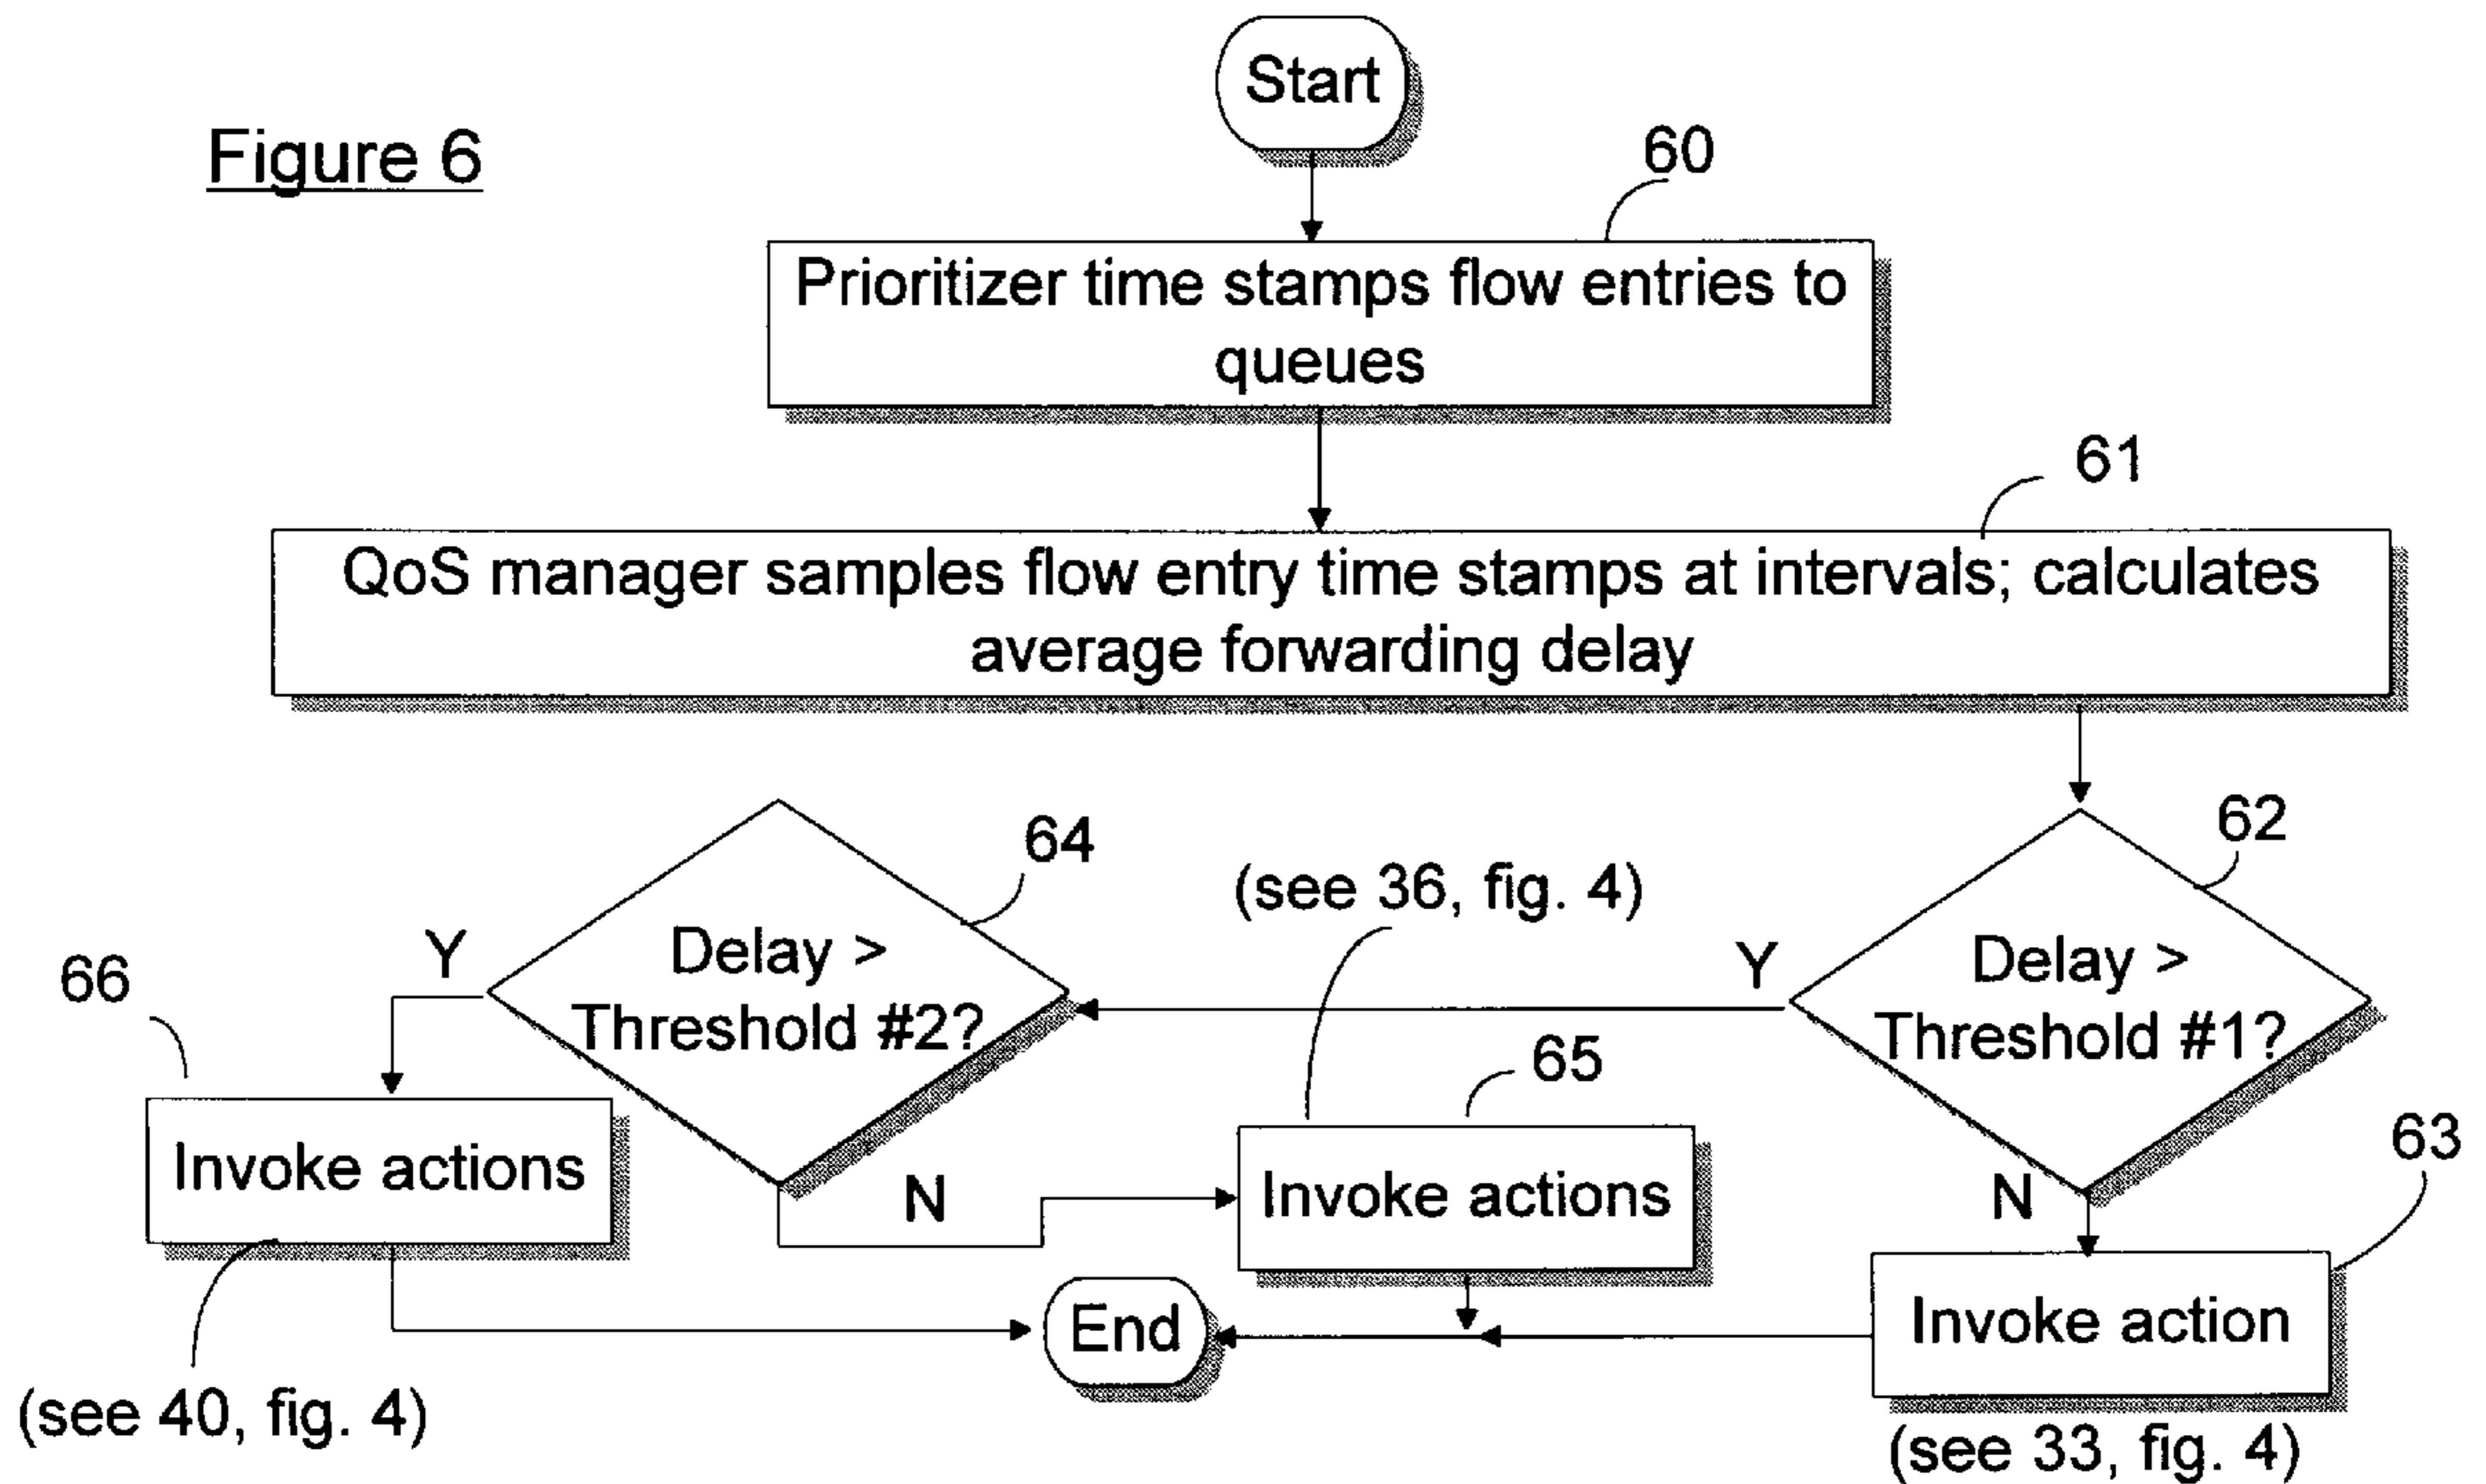 Figure 6
Start
60
Prioritizer time stamps flow entries to
queues
61
QoS manager samples flow entry time stamps at intervals; calculates
average forwarding delay
62
Delay >
Threshold #1?
Y
N
64
Delay >
Threshold #2?
Y
N
(see 36, fig. 4)
65
Invoke actions
66
Invoke actions
(see 40, fig. 4)
63
Invoke action
(see 33, fig. 4)
End